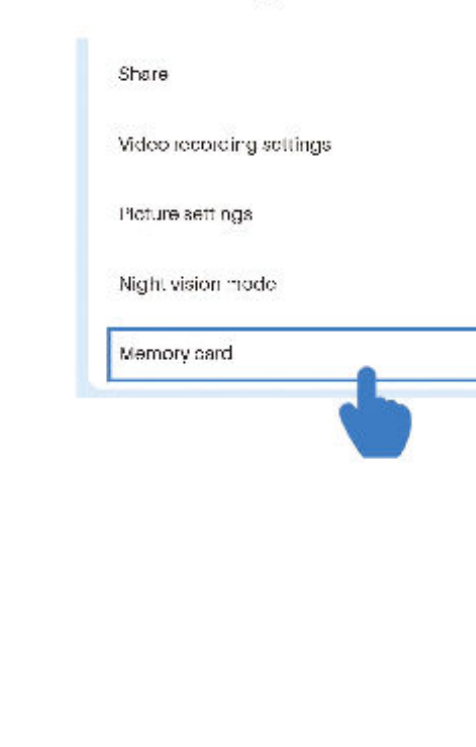 Share
Video recording settings
Picture settings
Night vision mode
Memory card